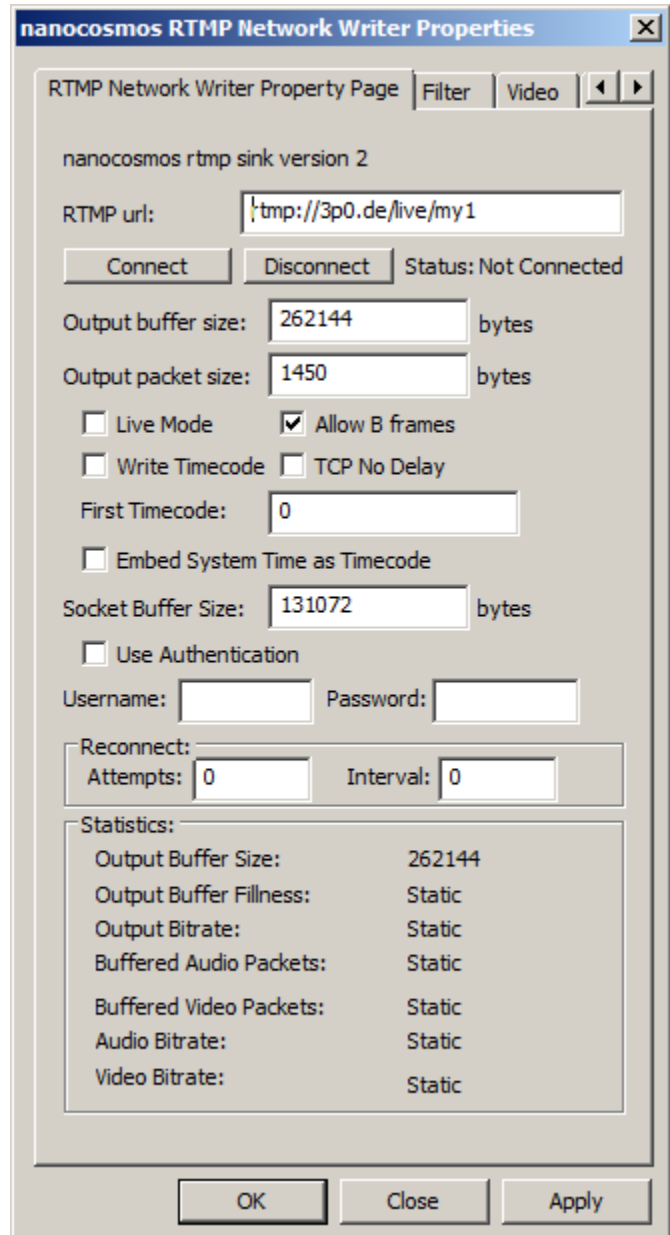 nanocosmos RTMP Network Writer Properties
RTMP Network Writer Property Page Filter Video
nanocosmos rtmp sink version 2
RTMP url: rtmp://3p0.de/live/my1
Connect Disconnect Status: Not Connected
Output buffer size: 262144 bytes
Output packet size: 1450 bytes
Live Mode Allow B frames
Write Timecode TCP No Delay
First Timecode: 0
Embed System Time as Timecode
Socket Buffer Size: 131072 bytes
Use Authentication
Username: Password:
Reconnect:
Attempts: 0 Interval: 0
Statistics:
Output Buffer Size: 262144
Output Buffer Fillness: Static
Output Bitrate: Static
Buffered Audio Packets: Static
Buffered Video Packets: Static
Audio Bitrate: Static
Video Bitrate: Static
OK Close Apply